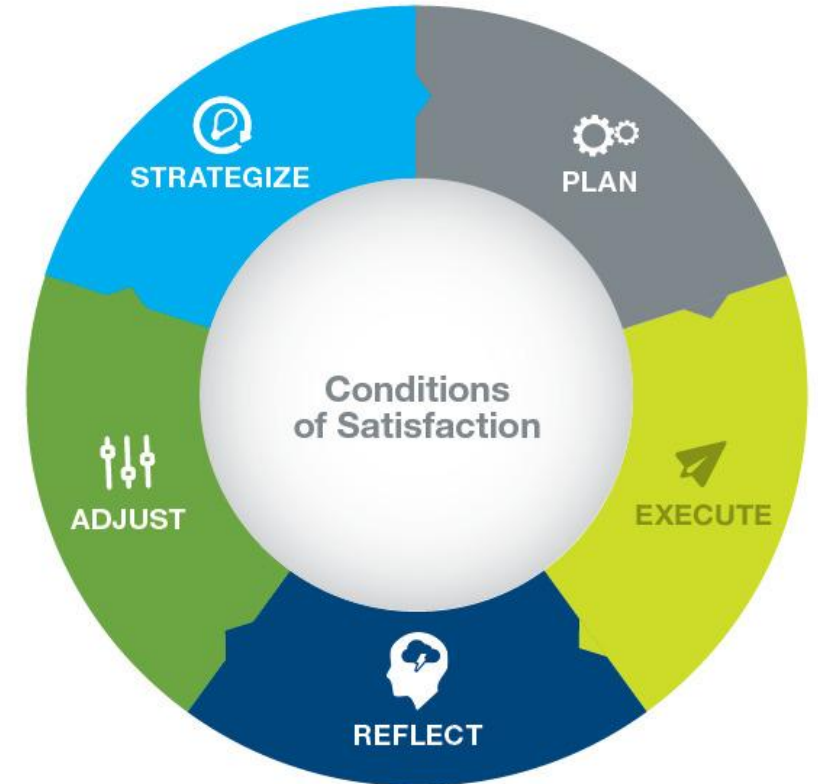 STRATEGIZE
PLAN
Conditions
of Satisfaction
ADJUST
EXECUTE
REFLECT